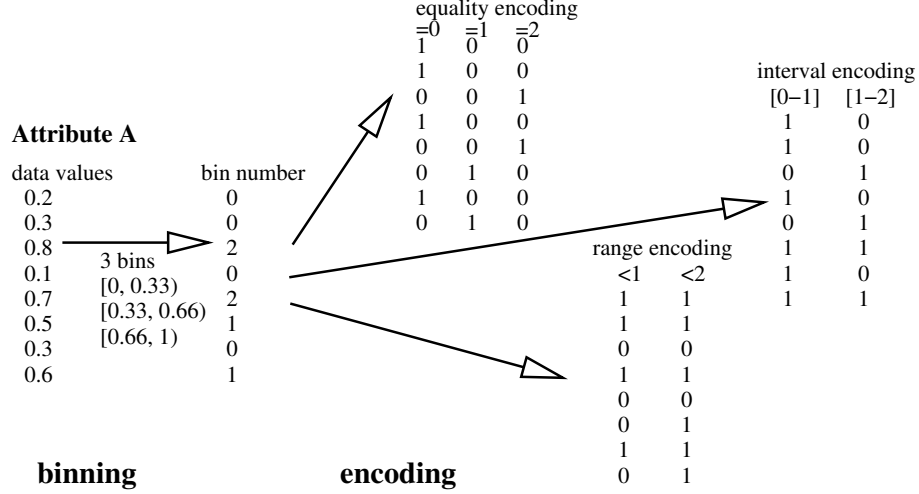 equality encoding
=0 =1 =2
1 0 0
1 0 0
0 0 1
1 0 0
0 0 1
0 1 0
1 0 0
0 1 0
interval encoding
[0−1] [1−2]
1 0
1 0
0 1
1 0
0 1
1 1
1 0
1 1
Attribute A
data values
0.2
0.3
0.8
0.1
0.7
0.5
0.3
0.6
3 bins
[0, 0.33)
[0.33, 0.66)
[0.66, 1)
bin number
0
0
2
0
2
1
0
1
range encoding
<1 <2
1 1
1 1
0 0
1 1
0 0
0 1
1 1
0 1
binning
encoding